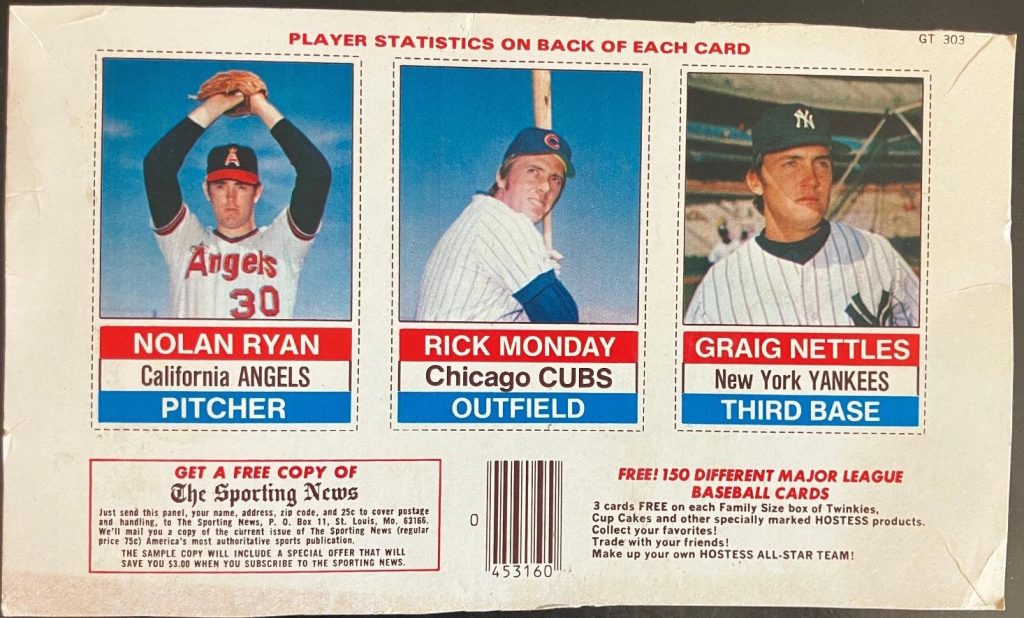 PLAYER STATISTICS ON BACK OF EACH CARD
GT 303
A
Angels
30
C
NY
NY
NOLAN RYAN
California ANGELS
PITCHER
RICK MONDAY
Chicago CUBS
OUTFIELD
GRAIG NETTLES
New York YANKEES
THIRD BASE
GET A FREE COPY OF
The Sporting News
Just send this panel, your name, address, zip code, and 25c to cover postage
and handling, to The Sporting News, P. O. Box 11, St. Louis, Mo. 63166.
We'll mail you a copy of the current issue of The Sporting News (regular
price 75c) America's most authoritative sports publication.
THE SAMPLE COPY WILL INCLUDE A SPECIAL OFFER THAT WILL
SAVE YOU $3.00 WHEN YOU SUBSCRIBE TO THE SPORTING NEWS.
0
453160
FREE! 150 DIFFERENT MAJOR LEAGUE
BASEBALL CARDS
3 cards FREE on each Family Size box of Twinkies,
Cup Cakes and other specially marked HOSTESS products.
Collect your favorites!
Trade with your friends!
Make up your own HOSTESS ALL-STAR TEAM!